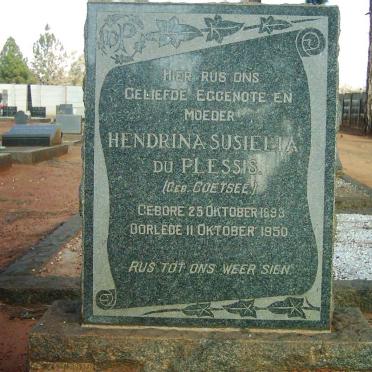 HIER RUS ONS
GELIEFDE EGGENOTE EN
MOEDER
HENDRINA SUSIELLA
DU PLESSIS.
(GEB. COETSEE.)
GEBORE 25 OKTOBER 1893
OORLEDE 11 OKTOBER 1950.
RUS TOT ONS WEER SIEN.